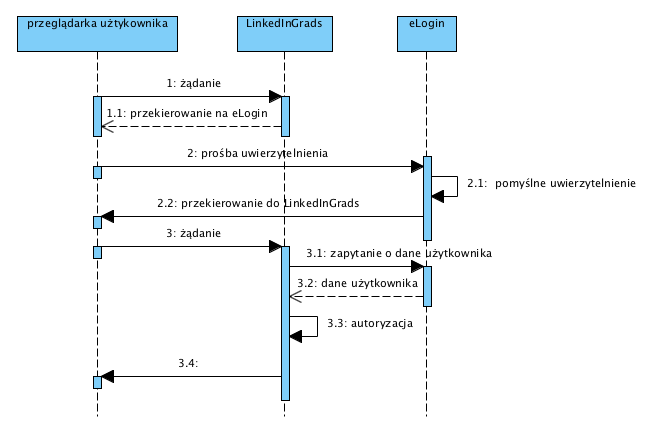 przeglądarka użtykownika
LinkedInGrads
eLogin
1: żądanie
1.1: przekierowanie na eLogin
2: prośba uwierzytelnienia
2.1: pomyślne uwierzytelnienie
2.2: przekierowanie do LinkedInGrads
3: żądanie
3.1: zapytanie o dane użytkownika
3.2: dane użytkownika
3.3: autoryzacja
3.4: